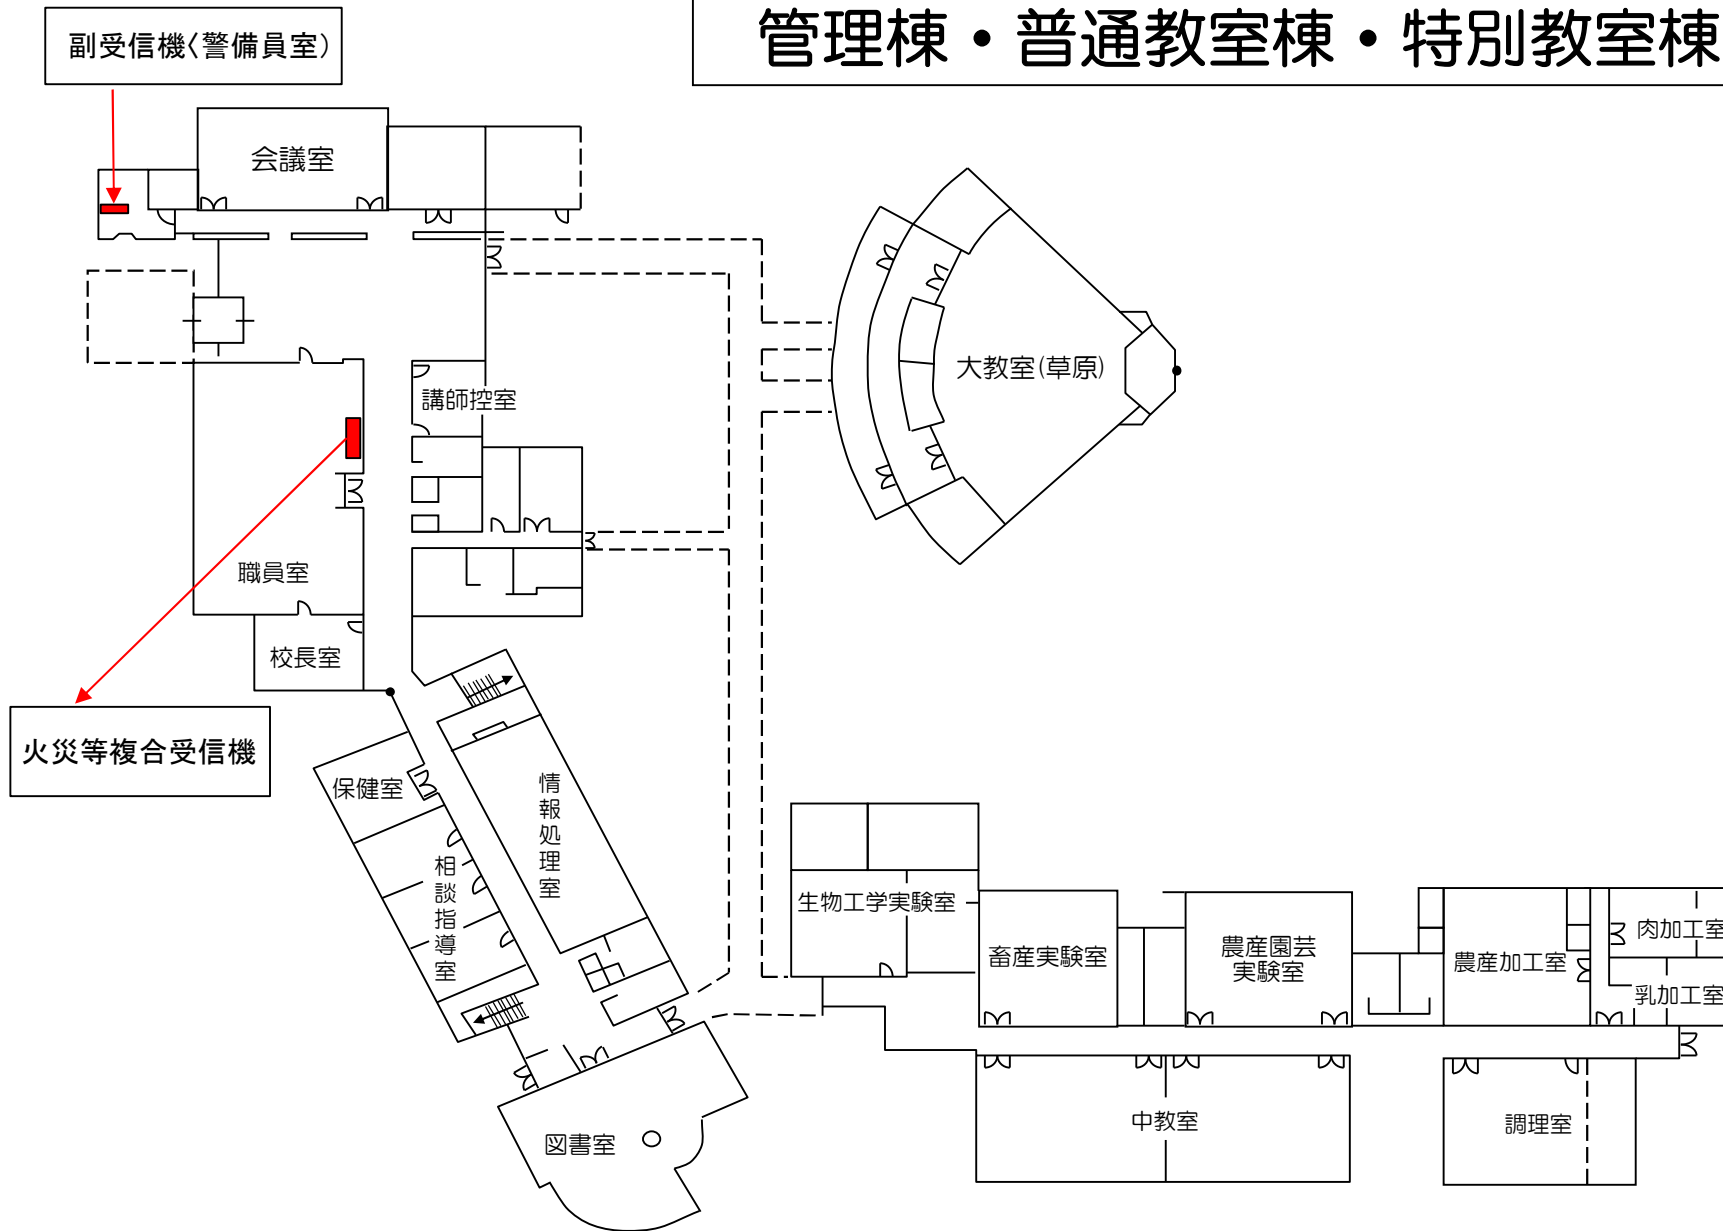 管理棟・普通教室棟・特別教室棟
副受信機〈警備員室〉
会議室
大教室(草原)
講師控室
職員室
校長室
火災等複合受信機
保健室
情報処理室
相談指導室
生物工学実験室
畜産実験室
農産園芸
実験室
農産加工室
肉加工室
乳加工室
中教室
調理室
図書室